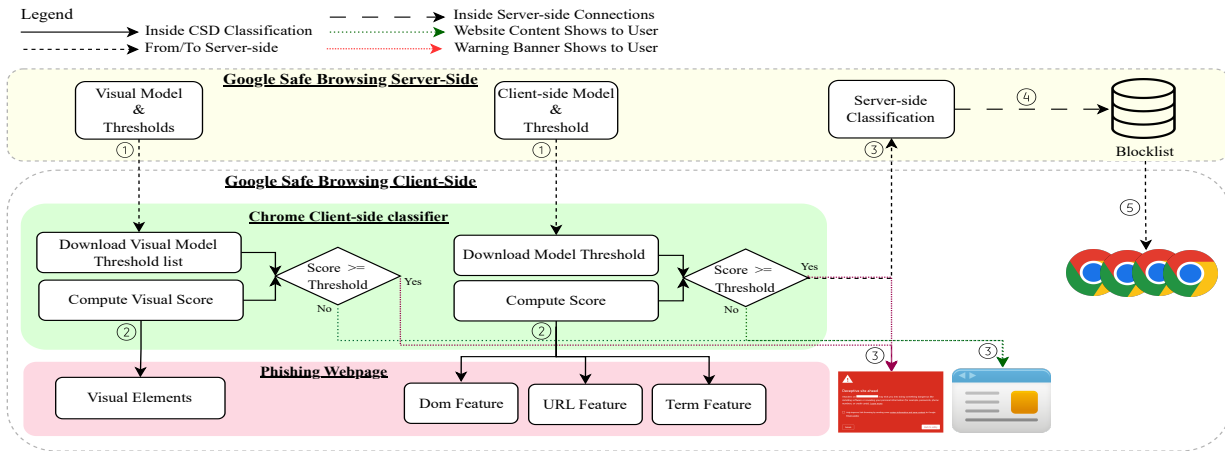 Legend
Inside CSD Classification
From/To Server-side
Inside Server-side Connections
Website Content Shows to User
Warning Banner Shows to User
Google Safe Browsing Server-Side
Visual Model
&
Thresholds
Client-side Model
&
Threshold
Server-side
Classification
④
Blocklist
①
①
③
Google Safe Browsing Client-Side
⑤
Chrome Client-side classifier
Download Visual Model
Threshold list
Compute Visual Score
Score >=
Threshold
Yes
No
Download Model Threshold
Compute Score
Score >=
Threshold
Yes
No
②
②
③
③
Phishing Webpage
Visual Elements
Dom Feature
URL Feature
Term Feature
Deceptive site ahead